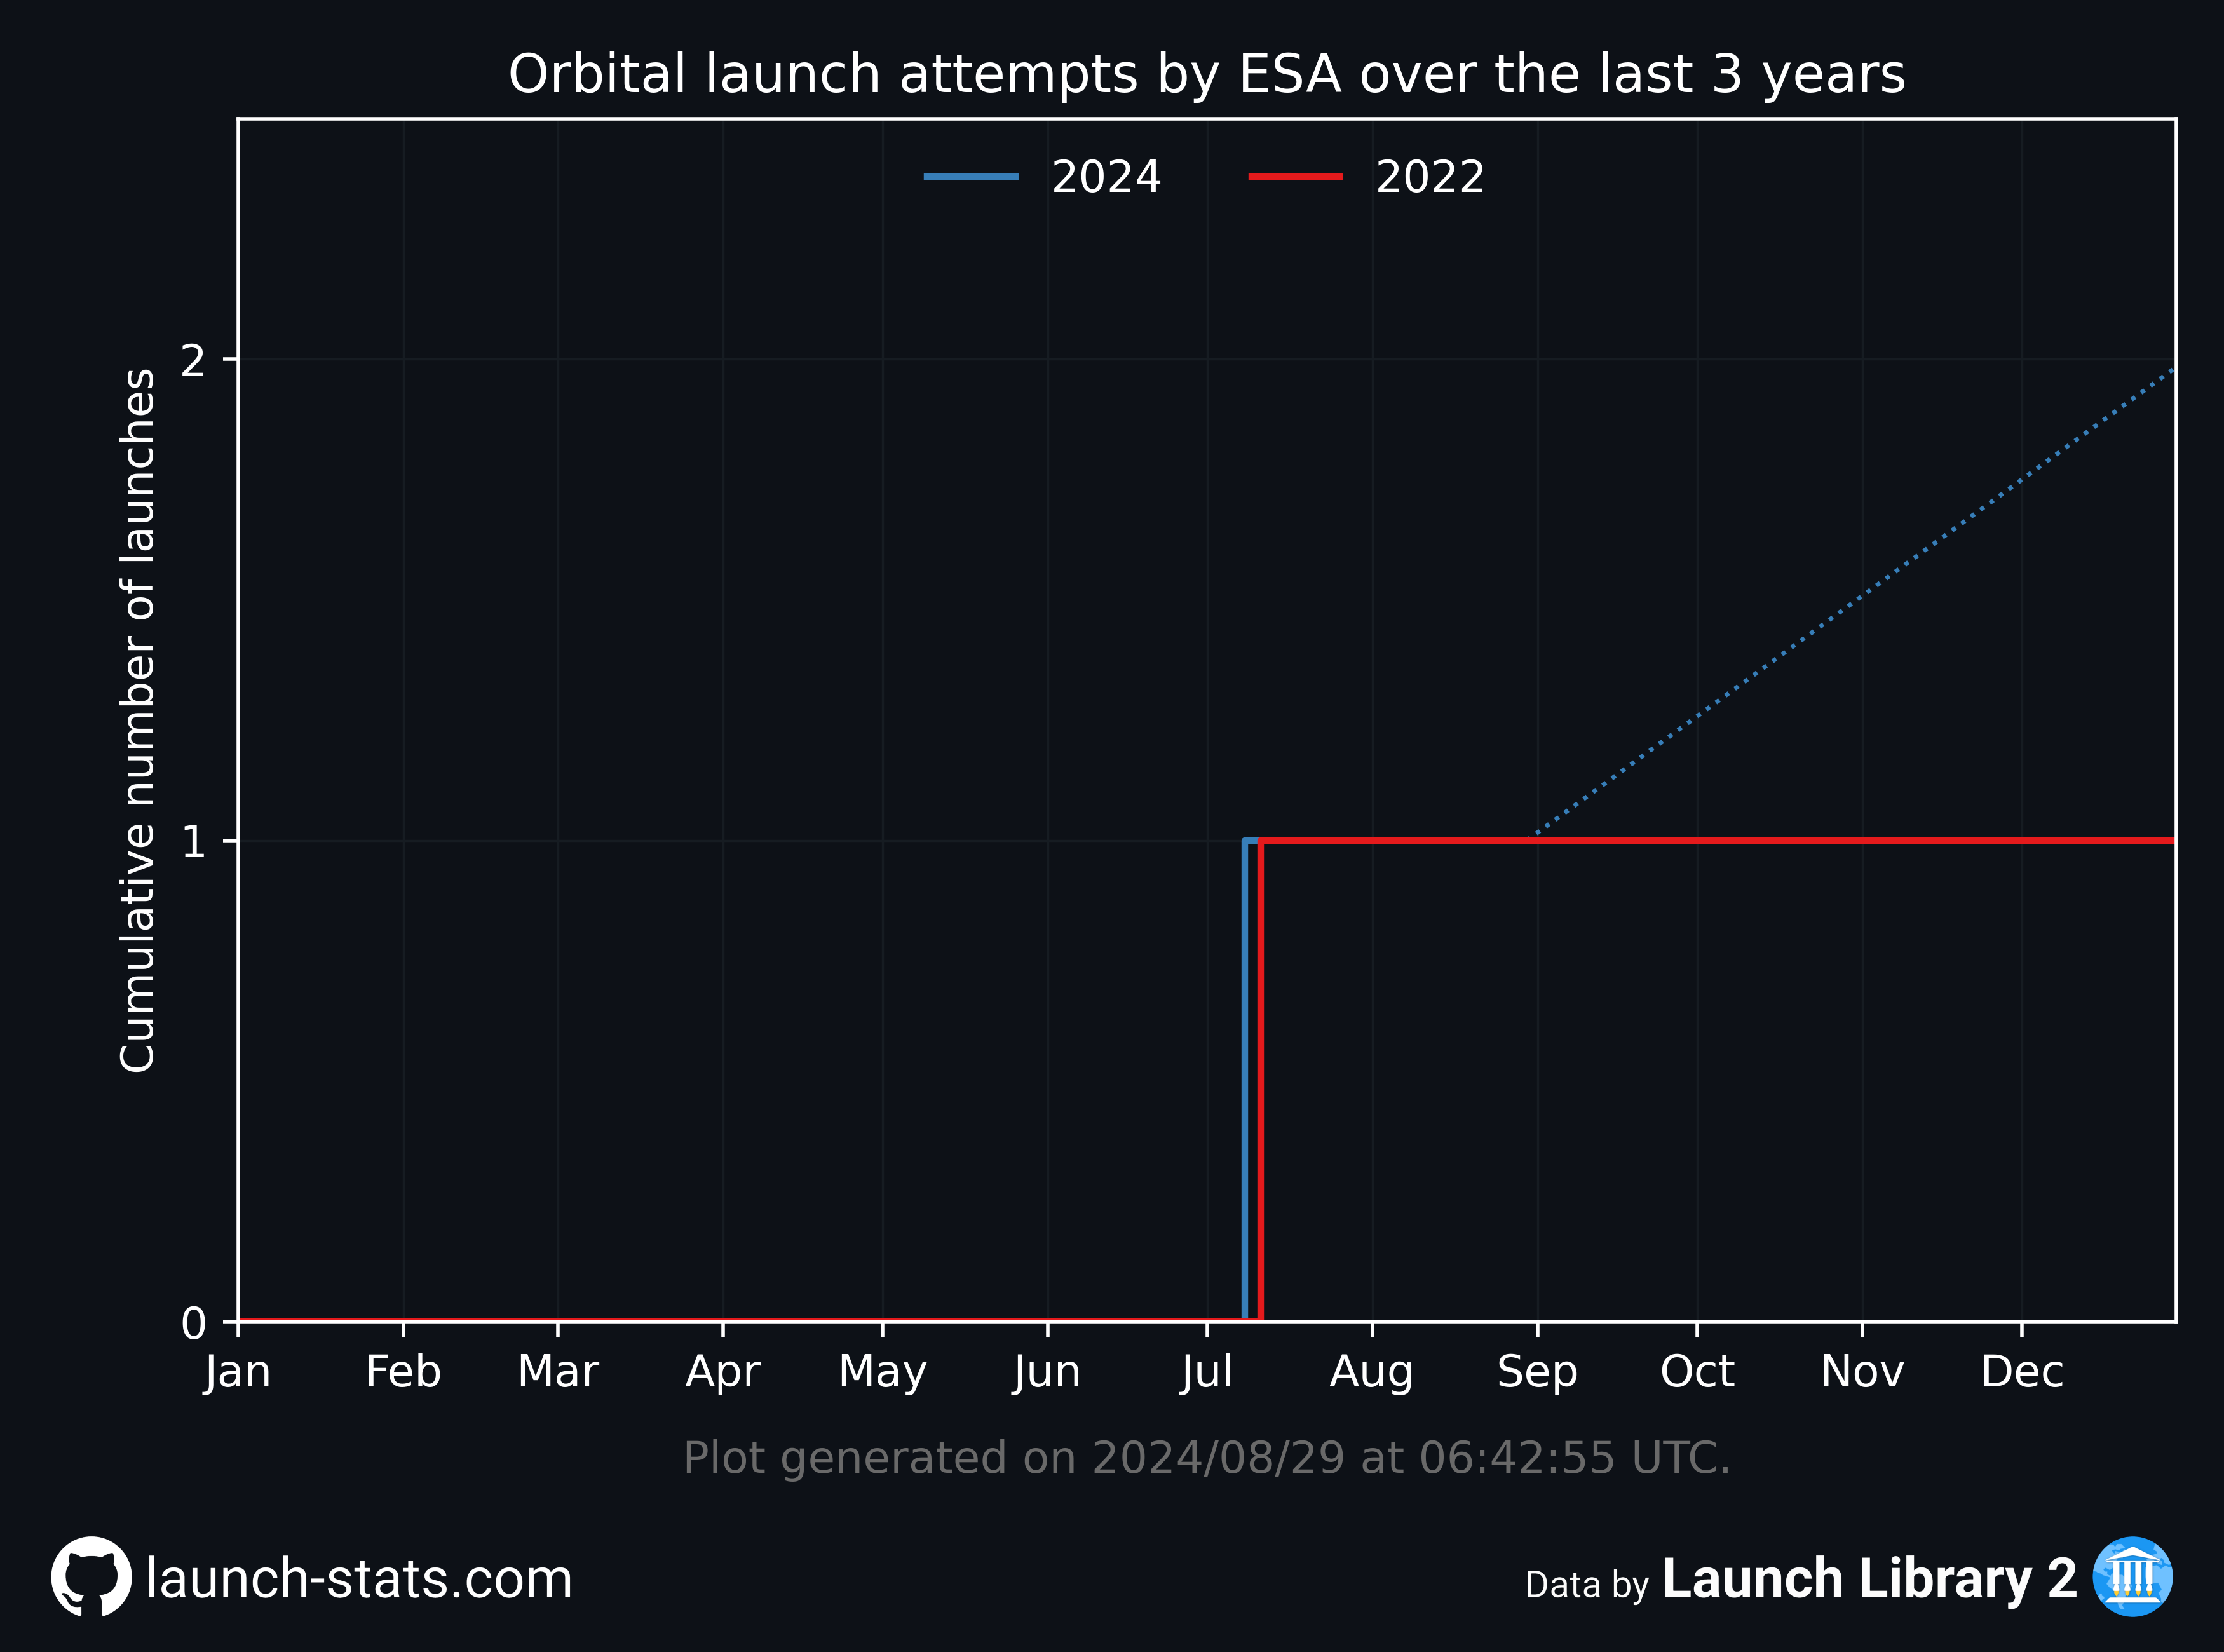 Orbital launch attempts by ESA over the last 3 years
2024 2022
2
1
0
Cumulative number of launches
Jan Feb Mar Apr May Jun Jul Aug Sep Oct Nov Dec
Plot generated on 2024/08/29 at 06:42:55 UTC.
launch-stats.com
Data by Launch Library 2